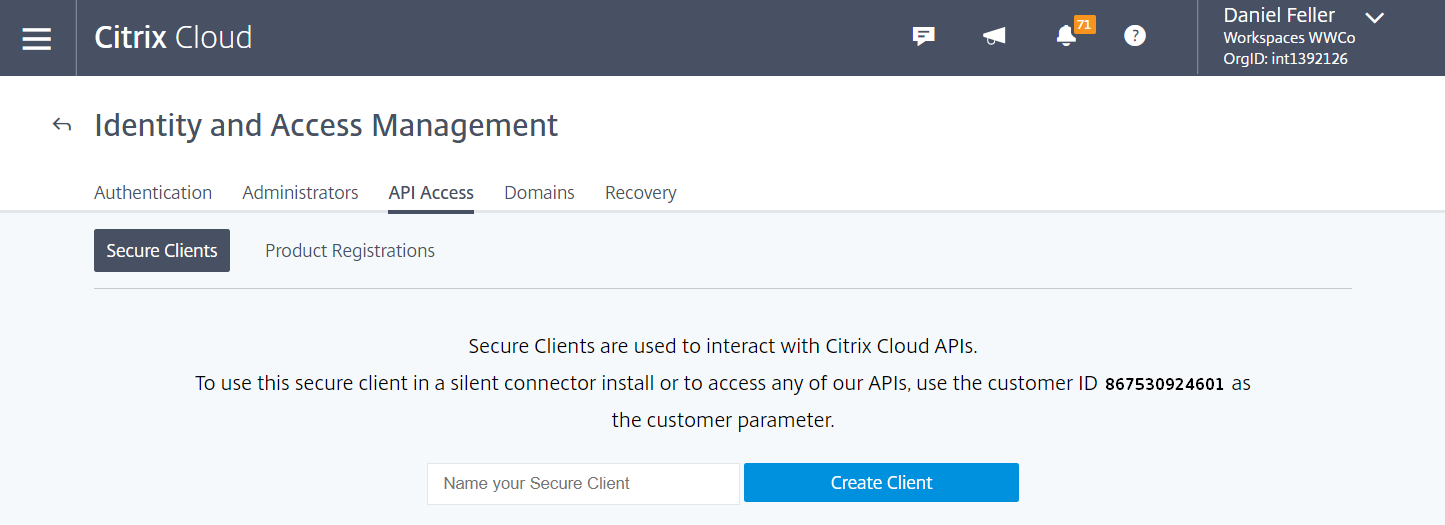 Citrix Cloud
71
?
Daniel Feller
Workspaces WWCo
OrgID: int1392126
Identity and Access Management
Authentication Administrators API Access Domains Recovery
Secure Clients Product Registrations
Secure Clients are used to interact with Citrix Cloud APIs.
To use this secure client in a silent connector install or to access any of our APIs, use the customer ID 867530924601 as
the customer parameter.
Name your Secure Client Create Client